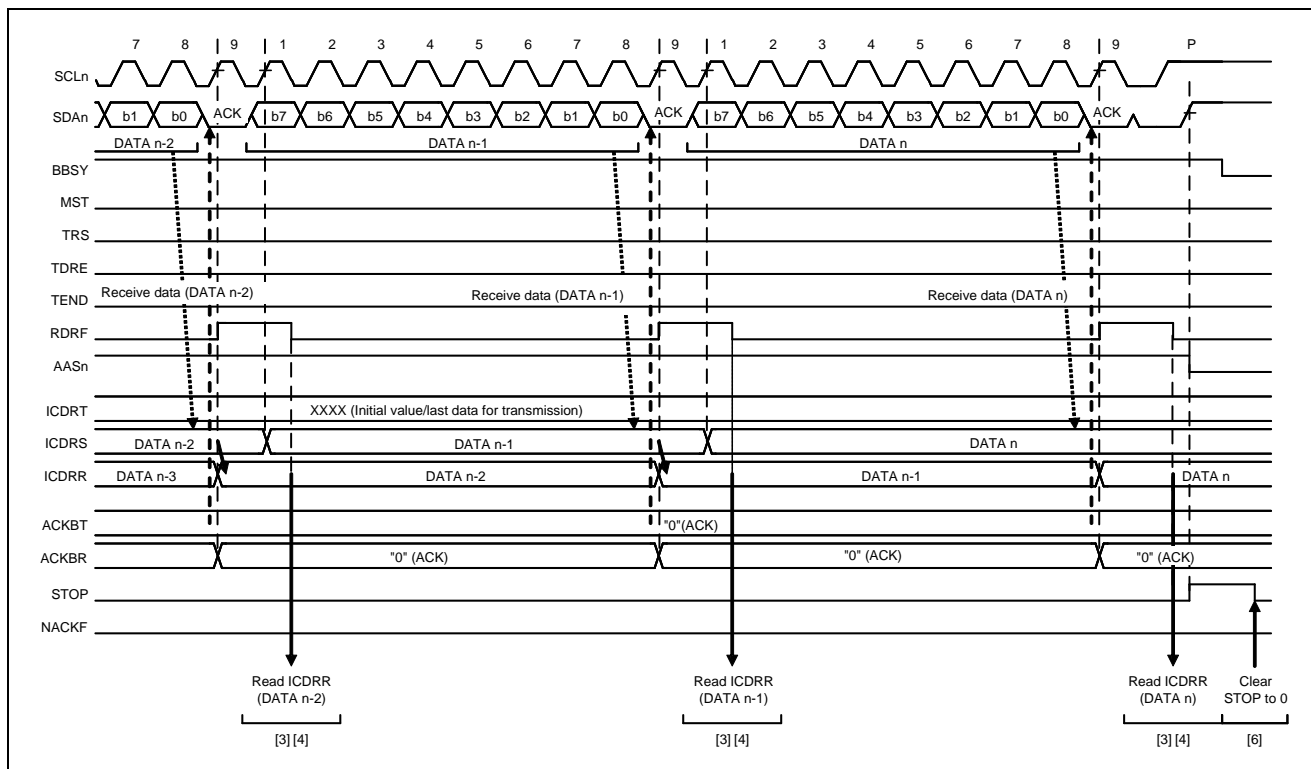 7 8 9 1 2 3 4 5 6 7 8 9 1 2 3 4 5 6 7 8 9 P
SCLn
SDAn b1 b0 ACK b7 b6 b5 b4 b3 b2 b1 b0 ACK b7 b6 b5 b4 b3 b2 b1 b0 ACK
DATA n-2 DATA n-1 DATA n
BBSY
MST
TRS
TDRE
Receive data (DATA n-2) Receive data (DATA n-1) Receive data (DATA n)
TEND
RDRF
AASn
ICDRT XXXX (Initial value/last data for transmission)
ICDRS DATA n-2 DATA n-1 DATA n
ICDRR DATA n-3 DATA n-2 DATA n-1 DATA n
ACKBT "0"(ACK)
ACKBR "0" (ACK) "0" (ACK) "0" (ACK)
STOP
NACKF
Read ICDRR
(DATA n-2)
Read ICDRR
(DATA n-1)
Read ICDRR
(DATA n)
Clear
STOP to 0
[3] [4] [3] [4] [3] [4] [6]